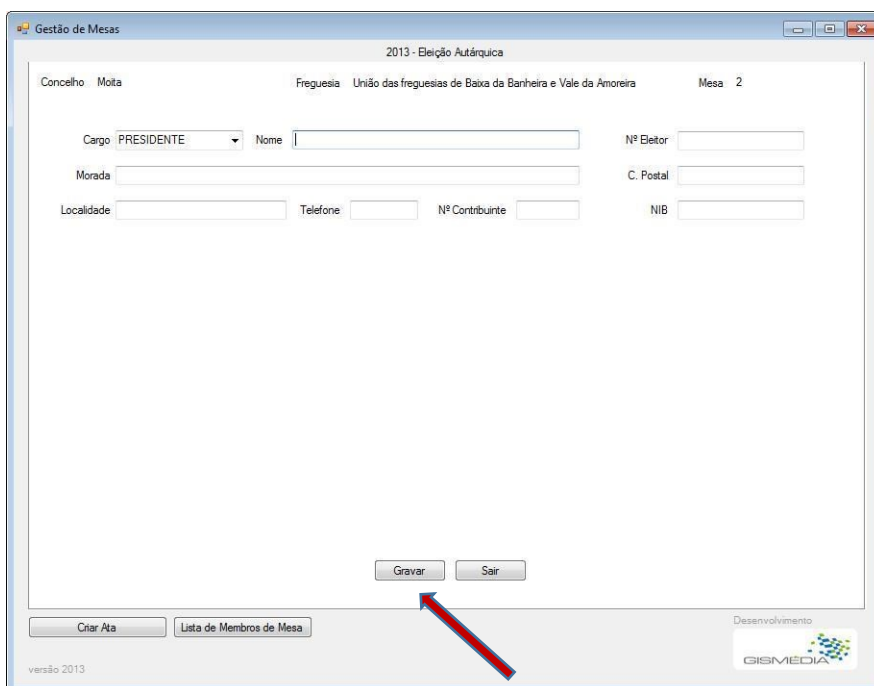 Gestão de Mesas
2013 - Eleição Autárquica
Concelho Moita Freguesia União das freguesias de Baixa da Banheira e Vale da Amoreira Mesa 2
Cargo PRESIDENTE Nome Nº Eleitor
Morada C. Postal
Localidade Telefone Nº Contribuinte NIB
Gravar Sair
Criar Ata Lista de Membros de Mesa Desenvolvimento
GISMÉDIA
versão 2013